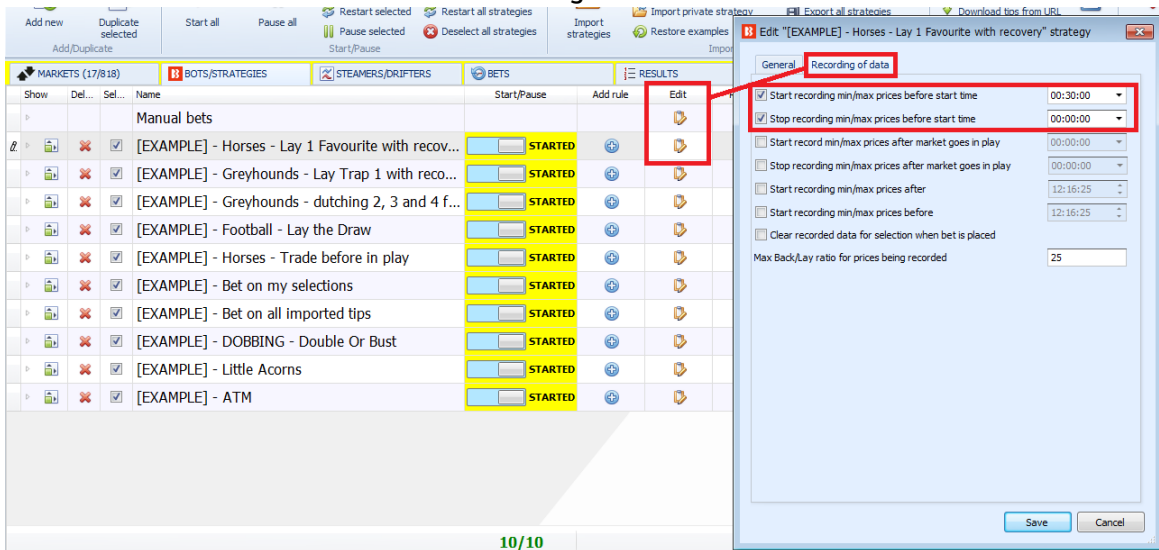 Restart selected
Restart all strategies
Import private strategy
Export all strategies
Download tips from URL
Add new
Duplicate selected
Start all
Pause all
Pause selected
Deselect all strategies
Import strategies
Restore examples
Add/Duplicate
Start/Pause
Impor
MARKETS (17/818)
BOTS/STRATEGIES
STEAMERS/DRIFTERS
BETS
RESULTS
Show Del... Sel... Name Start/Pause Add rule Edit
Manual bets
[EXAMPLE] - Horses - Lay 1 Favourite with recov... STARTED
[EXAMPLE] - Greyhounds - Lay Trap 1 with reco... STARTED
[EXAMPLE] - Greyhounds - dutching 2, 3 and 4 f... STARTED
[EXAMPLE] - Football - Lay the Draw STARTED
[EXAMPLE] - Horses - Trade before in play STARTED
[EXAMPLE] - Bet on my selections STARTED
[EXAMPLE] - Bet on all imported tips STARTED
[EXAMPLE] - DOBBING - Double Or Bust STARTED
[EXAMPLE] - Little Acorns STARTED
[EXAMPLE] - ATM STARTED
10/10
Edit "[EXAMPLE] - Horses - Lay 1 Favourite with recovery" strategy
General Recording of data
Start recording min/max prices before start time 00:30:00
Stop recording min/max prices before start time 00:00:00
Start record min/max prices after market goes in play 00:00:00
Stop recording min/max prices after market goes in play 00:00:00
Start recording min/max prices after 12:16:25
Start recording min/max prices before 12:16:25
Clear recorded data for selection when bet is placed
Max Back/Lay ratio for prices being recorded 25
Save Cancel